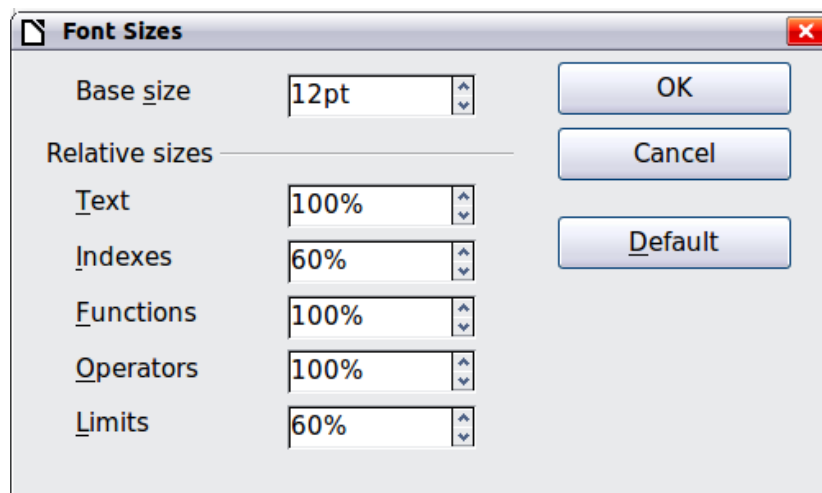 Font Sizes
Base size 12pt OK
Relative sizes Cancel
Text 100%
Default
Indexes 60%
Functions 100%
Operators 100%
Limits 60%